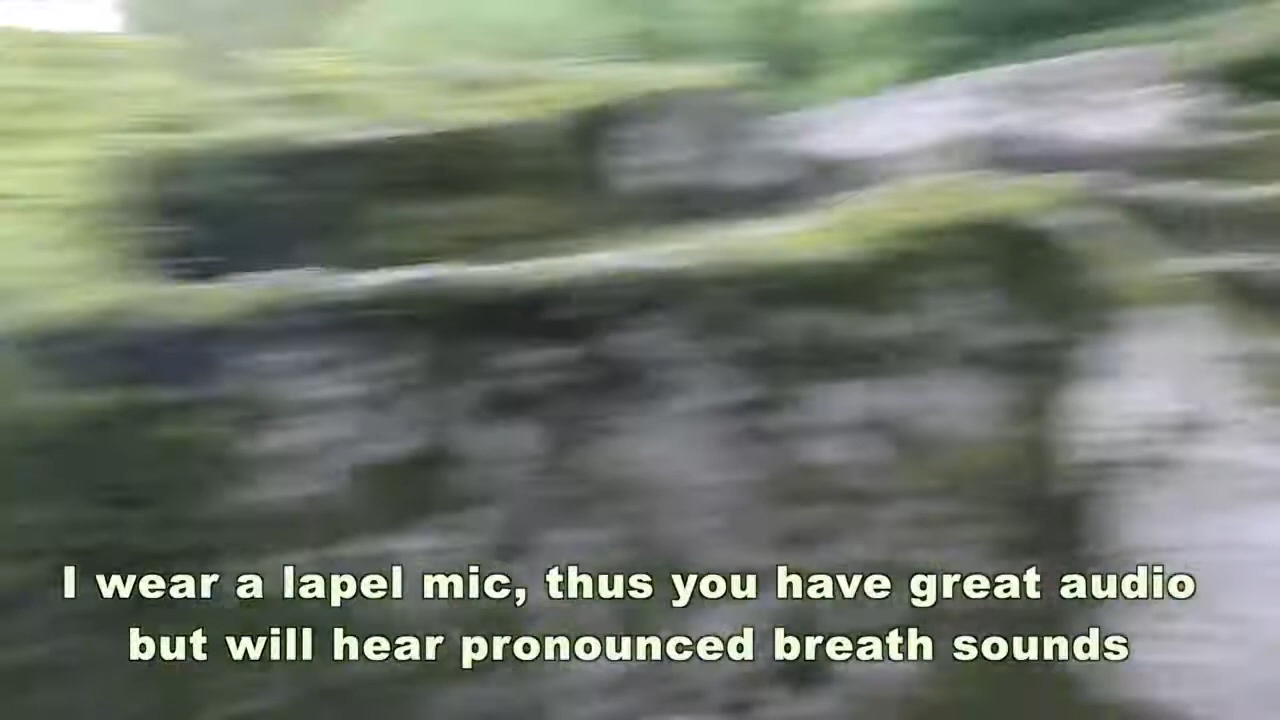 I wear a lapel mic, thus you have great audio
but will hear pronounced breath sounds